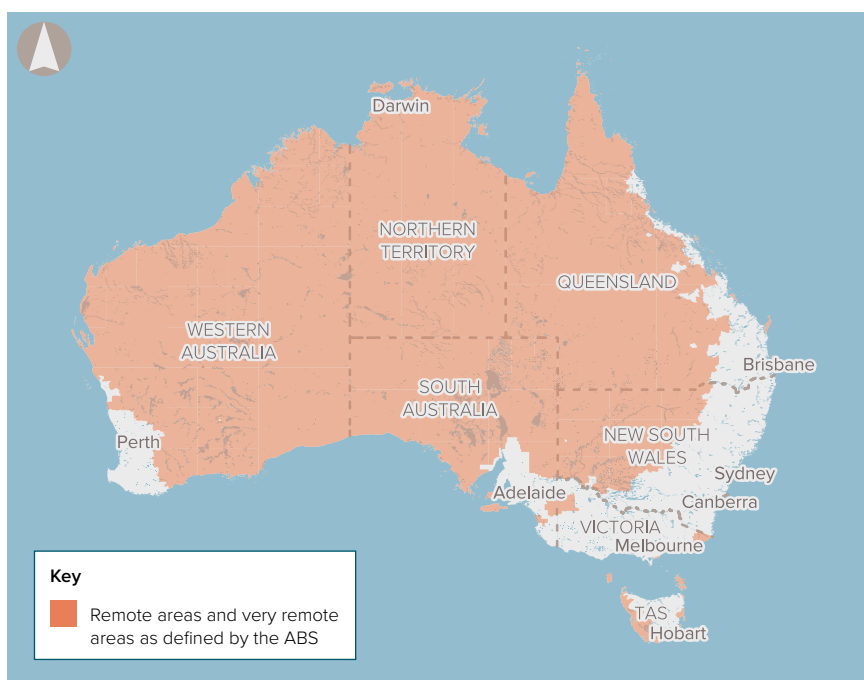 Darwin
NORTHERN
TERRITORY
QUEENSLAND
WESTERN
AUSTRALIA
SOUTH
AUSTRALIA
Brisbane
Perth
NEW SOUTH
WALES
Sydney
Adelaide
Canberra
VICTORIA
Melbourne
TAS
Hobart
Key
Remote areas and very remote
areas as defined by the ABS